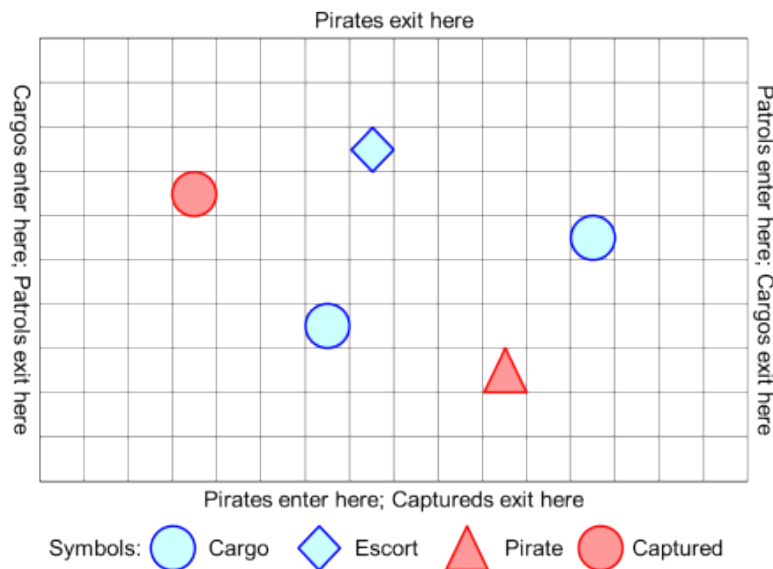 Pirates exit here
Cargos enter here; Patrols exit here
Patrols enter here; Cargos exit here
Pirates enter here; Captureds exit here
Symbols: Cargo Escort Pirate Captured